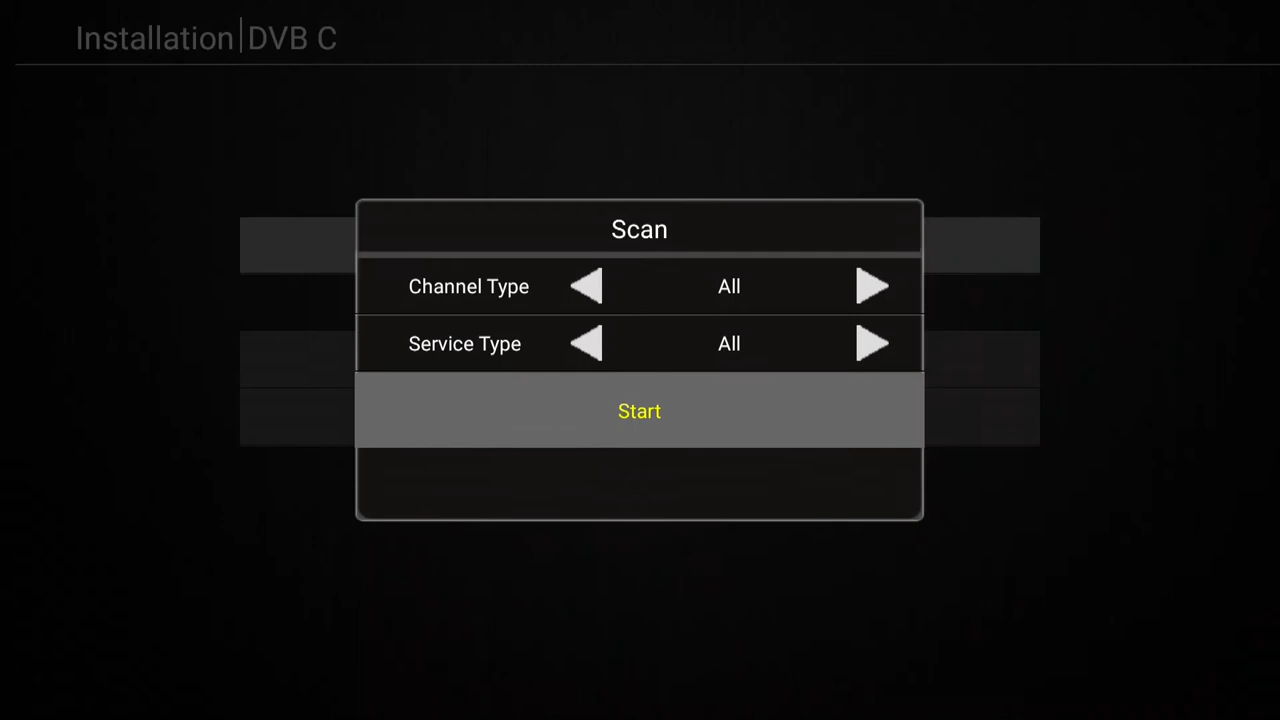 Installation|DVB C
Scan
Channel Type All
Service Type All
Start